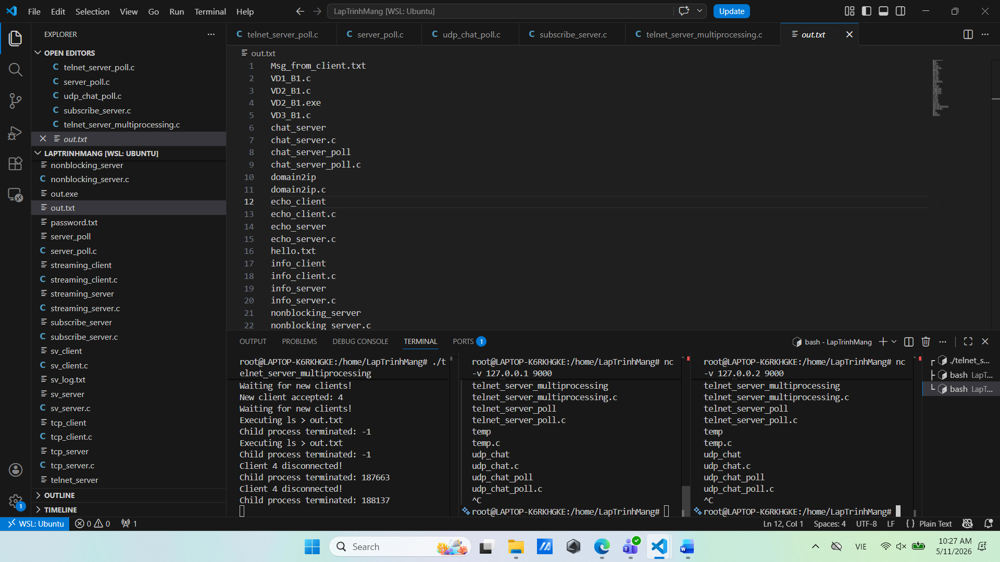 File Edit Selection View Go Run Terminal Help
LapTrinhMang [WSL: Ubuntu]
Update
EXPLORER
OPEN EDITORS
telnet_server_poll.c
server_poll.c
udp_chat_poll.c
subscribe_server.c
telnet_server_multiprocessing.c
out.txt
LAPTRINHMANG [WSL: UBUNTU]
nonblocking_server
nonblocking_server.c
out.exe
out.txt
password.txt
server_poll
server_poll.c
streaming_client
streaming_client.c
streaming_server
streaming_server.c
subscribe_server
subscribe_server.c
sv_client
sv_client.c
sv_log.txt
sv_server
sv_server.c
tcp_client
tcp_client.c
tcp_server
tcp_server.c
telnet_server
OUTLINE
TIMELINE
telnet_server_poll.c server_poll.c udp_chat_poll.c subscribe_server.c telnet_server_multiprocessing.c out.txt
out.txt
1 Msg_from_client.txt
2 VD1_B1.c
3 VD2_B1.c
4 VD2_B1.exe
5 VD3_B1.c
6 chat_server
7 chat_server.c
8 chat_server_poll
9 chat_server_poll.c
10 domain2ip
11 domain2ip.c
12 echo_client
13 echo_client.c
14 echo_server
15 echo_server.c
16 hello.txt
17 info_client
18 info_client.c
19 info_server
20 info_server.c
21 nonblocking_server
22 nonblocking_server.c
OUTPUT PROBLEMS DEBUG CONSOLE TERMINAL PORTS 1
bash - LapTrinhMang
root@LAPTOP-K6RKHGKE:/home/LapTrinhMang# ./t
elnet_server_multiprocessing
Waiting for new clients!
New client accepted: 4
Waiting for new clients!
Executing ls > out.txt
Child process terminated: -1
Executing ls > out.txt
Child process terminated: -1
Client 4 disconnected!
Child process terminated: 187663
Client 4 disconnected!
Child process terminated: 188137
root@LAPTOP-K6RKHGKE:/home/LapTrinhMang# nc
-v 127.0.0.1 9000
telnet_server_multiprocessing
telnet_server_multiprocessing.c
telnet_server_poll
telnet_server_poll.c
temp
temp.c
udp_chat
udp_chat.c
udp_chat_poll
udp_chat_poll.c
^C
root@LAPTOP-K6RKHGKE:/home/LapTrinhMang#
root@LAPTOP-K6RKHGKE:/home/LapTrinhMang# nc
-v 127.0.0.2 9000
telnet_server_multiprocessing
telnet_server_multiprocessing.c
telnet_server_poll
telnet_server_poll.c
temp
temp.c
udp_chat
udp_chat.c
udp_chat_poll
udp_chat_poll.c
^C
root@LAPTOP-K6RKHGKE:/home/LapTrinhMang#
./telnet_s...
bash LapT...
bash LapT...
1
WSL: Ubuntu 0 0 1
Ln 12, Col 1 Spaces: 4 UTF-8 LF {} Plain Text
Search
VIE
10:27 AM
5/11/2026